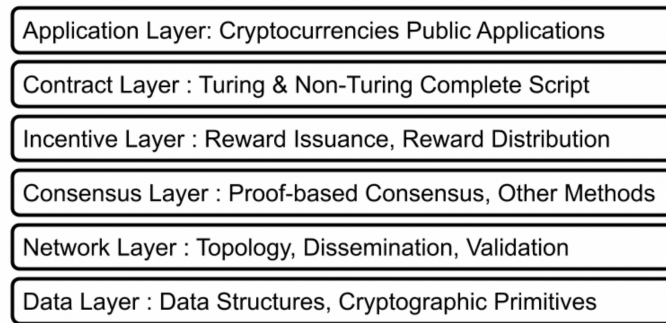 Application Layer: Cryptocurrencies Public Applications
Contract Layer : Turing & Non-Turing Complete Script
Incentive Layer : Reward Issuance, Reward Distribution
Consensus Layer : Proof-based Consensus, Other Methods
Network Layer : Topology, Dissemination, Validation
Data Layer : Data Structures, Cryptographic Primitives